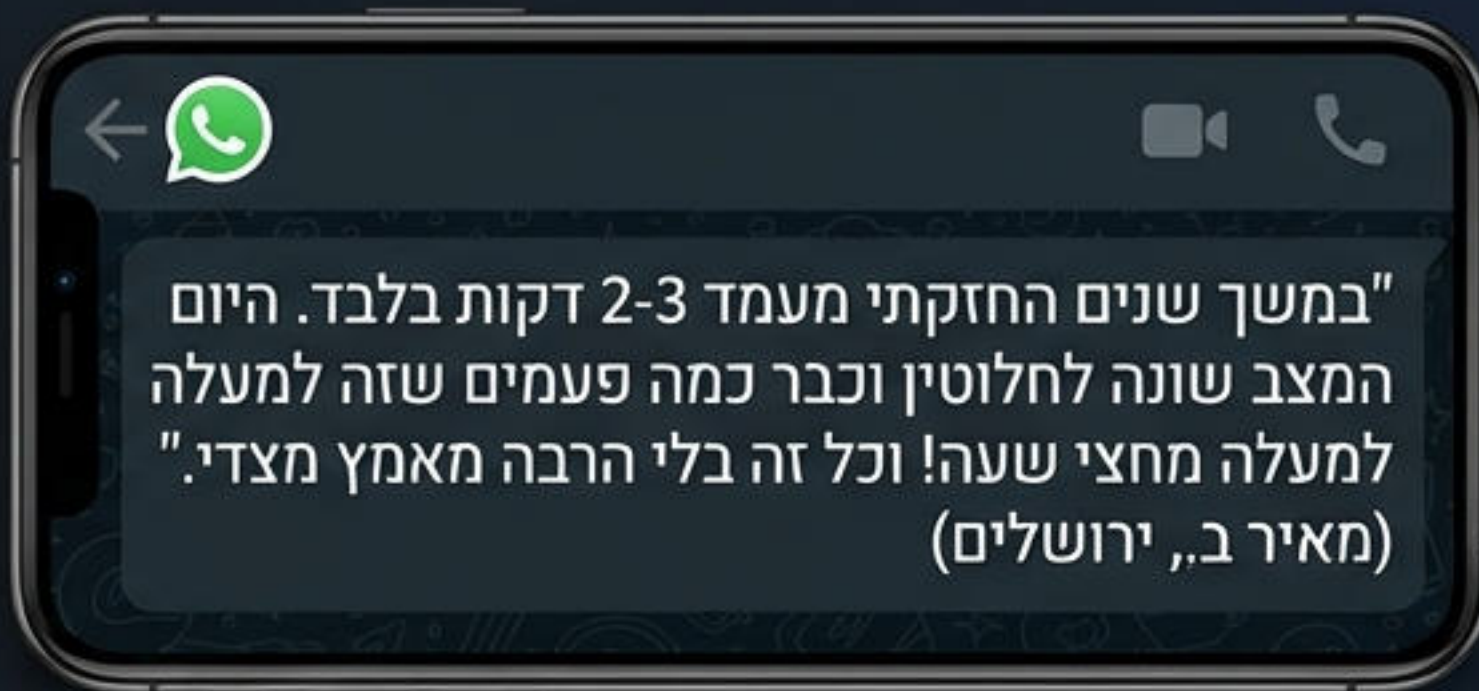 "במשך שנים החזקתי מעמד 2-3 דקות בלבד. היום
המצב שונה לחלוטין וכבר כמה פעמים שזה למעלה
למעלה מחצי שעה! וכל זה בלי הרבה מאמץ מצדי."
(מאיר ב., ירושלים)